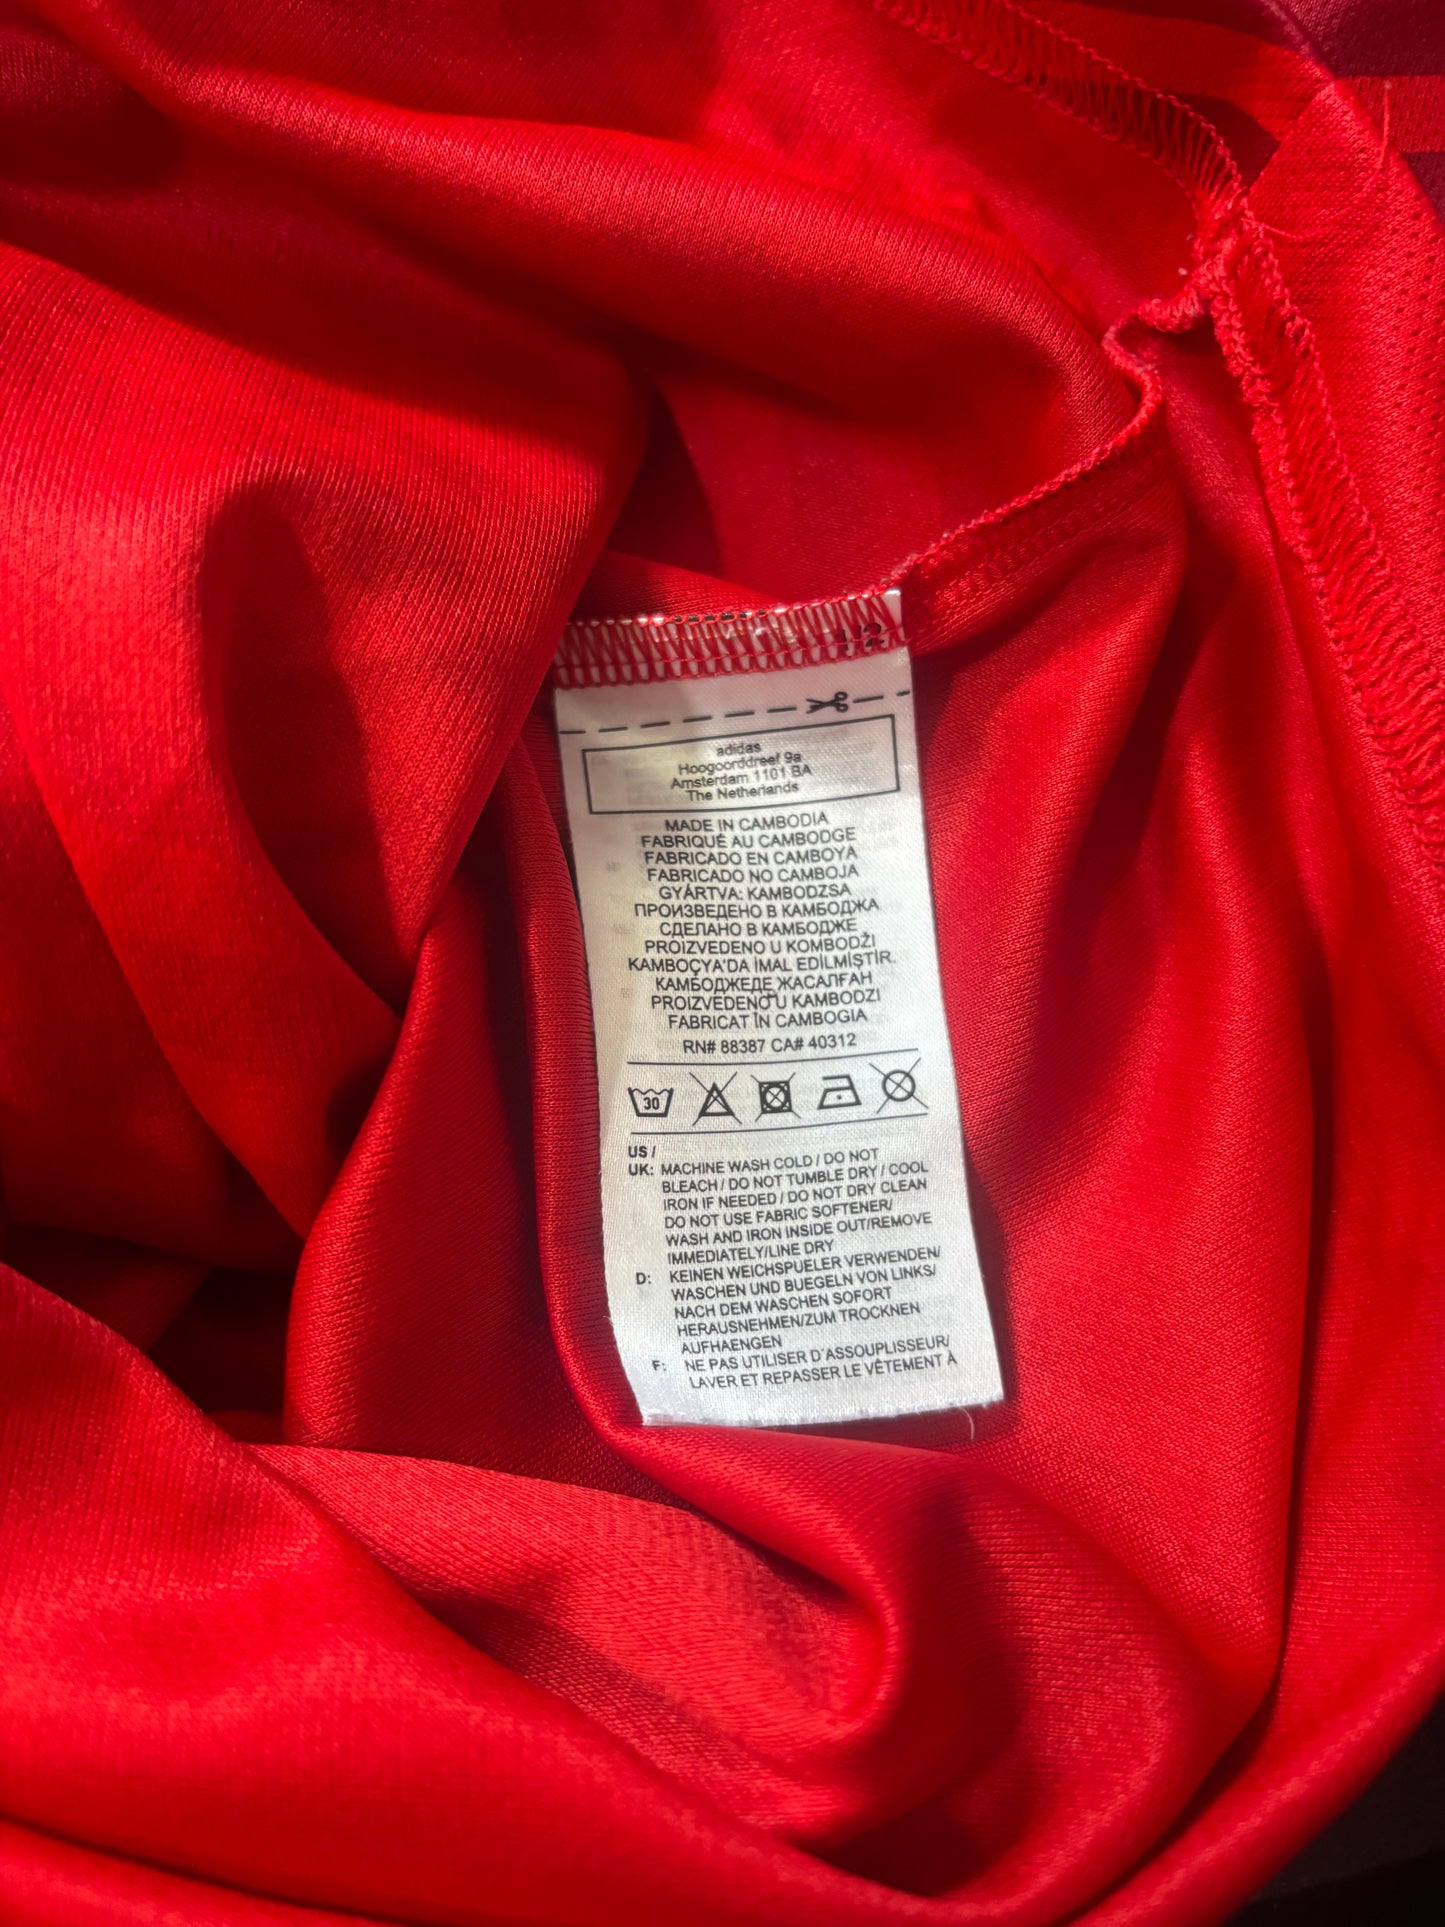 1/2
adidas
Hoogoorddreef 9a
Amsterdam 1101 BA
The Netherlands
MADE IN CAMBODIA
FABRIQUÉ AU CAMBODGE
FABRICADO EN CAMBOYA
FABRICADO NO CAMBOJA
GYÁRTVA: KAMBODZSA
ПРОИЗВЕДЕНО В КАМБОДЖА
СДЕЛАНО В КАМБОДЖЕ
PROIZVEDENO U KOMBODŽI
KAMBOÇYA'DA İMAL EDİLMİŞTİR.
КАМБОДЖЕДЕ ЖАСАЛҒАН
PROIZVEDENO U KAMBODZI
FABRICAT ÎN CAMBOGIA
RN# 88387 CA# 40312
30
US /
UK: MACHINE WASH COLD / DO NOT
BLEACH / DO NOT TUMBLE DRY / COOL
IRON IF NEEDED / DO NOT DRY CLEAN
DO NOT USE FABRIC SOFTENER/
WASH AND IRON INSIDE OUT/REMOVE
IMMEDIATELY/LINE DRY
D: KEINEN WEICHSPUELER VERWENDEN/
WASCHEN UND BUEGELN VON LINKS/
NACH DEM WASCHEN SOFORT
HERAUSNEHMEN/ZUM TROCKNEN
AUFHAENGEN
F: NE PAS UTILISER D´ASSOUPLISSEUR/
LAVER ET REPASSER LE VÊTEMENT À